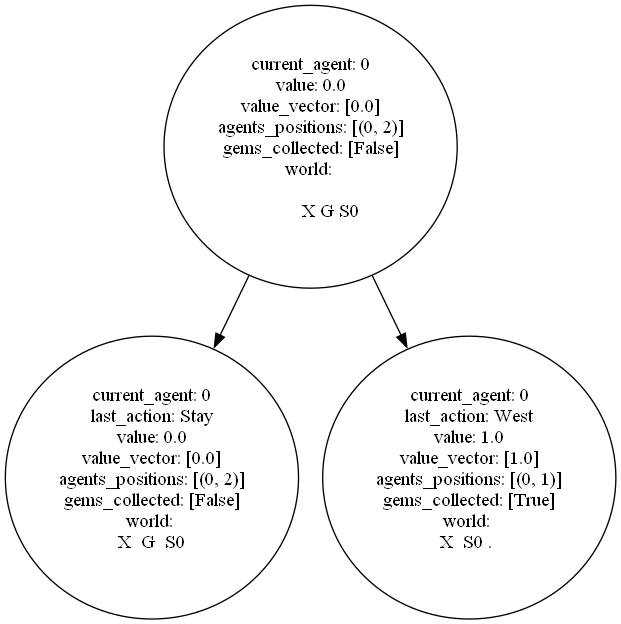 current_agent: 0
value: 0.0
value_vector: [0.0]
agents_positions: [(0, 2)]
gems_collected: [False]
world:
X G S0
current_agent: 0
last_action: Stay
value: 0.0
value_vector: [0.0]
agents_positions: [(0, 2)]
gems_collected: [False]
world:
X G S0
current_agent: 0
last_action: West
value: 1.0
value_vector: [1.0]
agents_positions: [(0, 1)]
gems_collected: [True]
world:
X S0 .